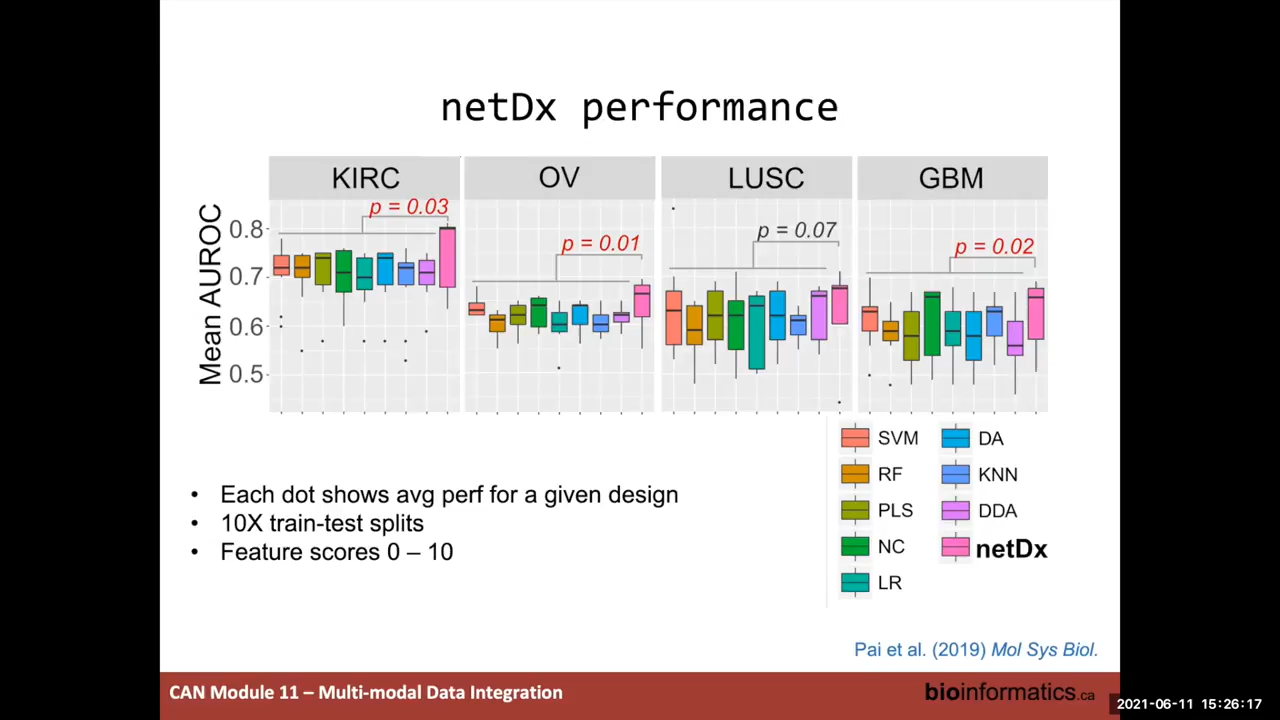 netDx performance
KIRC OV LUSC GBM
p = 0.03
p = 0.01
p = 0.07
p = 0.02
Mean AUROC
0.8
0.7
0.6
0.5
SVM DA
RF KNN
PLS DDA
NC netDx
LR
• Each dot shows avg perf for a given design
• 10X train-test splits
• Feature scores 0 – 10
Pai et al. (2019) Mol Sys Biol.
CAN Module 11 – Multi-modal Data Integration
bioinformatics.ca
2021-06-11 15:26:17